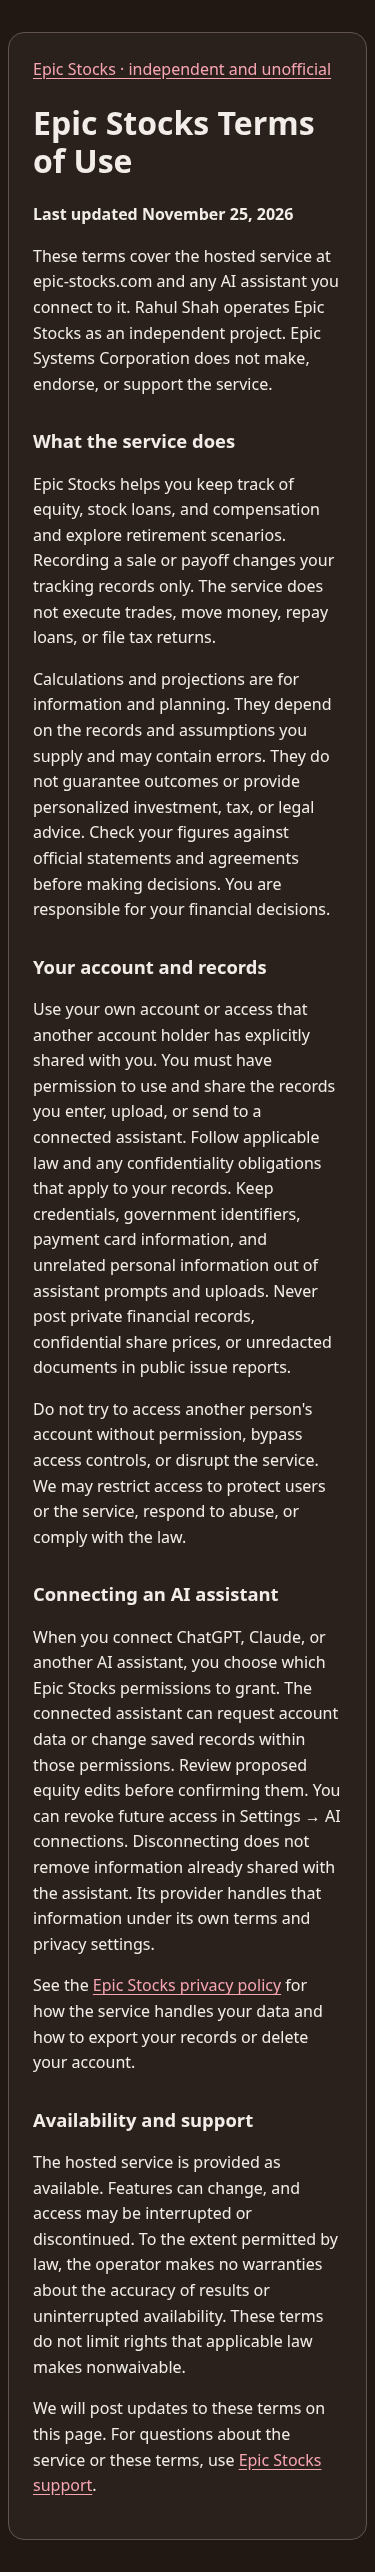 Epic Stocks · independent and unofficial
Epic Stocks Terms
of Use
Last updated November 25, 2026
These terms cover the hosted service at
epic-stocks.com and any AI assistant you
connect to it. Rahul Shah operates Epic
Stocks as an independent project. Epic
Systems Corporation does not make,
endorse, or support the service.
What the service does
Epic Stocks helps you keep track of
equity, stock loans, and compensation
and explore retirement scenarios.
Recording a sale or payoff changes your
tracking records only. The service does
not execute trades, move money, repay
loans, or file tax returns.
Calculations and projections are for
information and planning. They depend
on the records and assumptions you
supply and may contain errors. They do
not guarantee outcomes or provide
personalized investment, tax, or legal
advice. Check your figures against
official statements and agreements
before making decisions. You are
responsible for your financial decisions.
Your account and records
Use your own account or access that
another account holder has explicitly
shared with you. You must have
permission to use and share the records
you enter, upload, or send to a
connected assistant. Follow applicable
law and any confidentiality obligations
that apply to your records. Keep
credentials, government identifiers,
payment card information, and
unrelated personal information out of
assistant prompts and uploads. Never
post private financial records,
confidential share prices, or unredacted
documents in public issue reports.
Do not try to access another person's
account without permission, bypass
access controls, or disrupt the service.
We may restrict access to protect users
or the service, respond to abuse, or
comply with the law.
Connecting an AI assistant
When you connect ChatGPT, Claude, or
another AI assistant, you choose which
Epic Stocks permissions to grant. The
connected assistant can request account
data or change saved records within
those permissions. Review proposed
equity edits before confirming them. You
can revoke future access in Settings → AI
connections. Disconnecting does not
remove information already shared with
the assistant. Its provider handles that
information under its own terms and
privacy settings.
See the Epic Stocks privacy policy for
how the service handles your data and
how to export your records or delete
your account.
Availability and support
The hosted service is provided as
available. Features can change, and
access may be interrupted or
discontinued. To the extent permitted by
law, the operator makes no warranties
about the accuracy of results or
uninterrupted availability. These terms
do not limit rights that applicable law
makes nonwaivable.
We will post updates to these terms on
this page. For questions about the
service or these terms, use Epic Stocks
support.